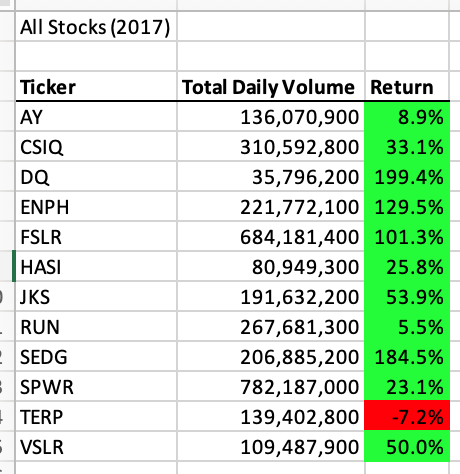 All Stocks (2017)
Ticker Total Daily Volume Return
AY 136,070,900 8.9%
CSIQ 310,592,800 33.1%
DQ 35,796,200 199.4%
ENPH 221,772,100 129.5%
FSLR 684,181,400 101.3%
HASI 80,949,300 25.8%
JKS 191,632,200 53.9%
RUN 267,681,300 5.5%
SEDG 206,885,200 184.5%
SPWR 782,187,000 23.1%
TERP 139,402,800 -7.2%
VSLR 109,487,900 50.0%